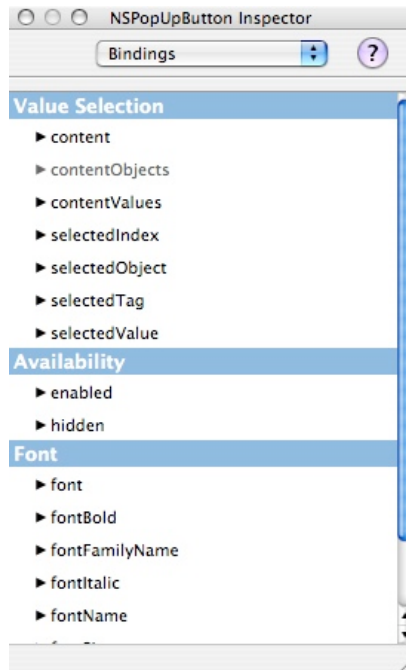 NSPopUpButton Inspector
Bindings
?
Value Selection
content
contentObjects
contentValues
selectedIndex
selectedObject
selectedTag
selectedValue
Availability
enabled
hidden
Font
font
fontBold
fontFamilyName
fontItalic
fontName